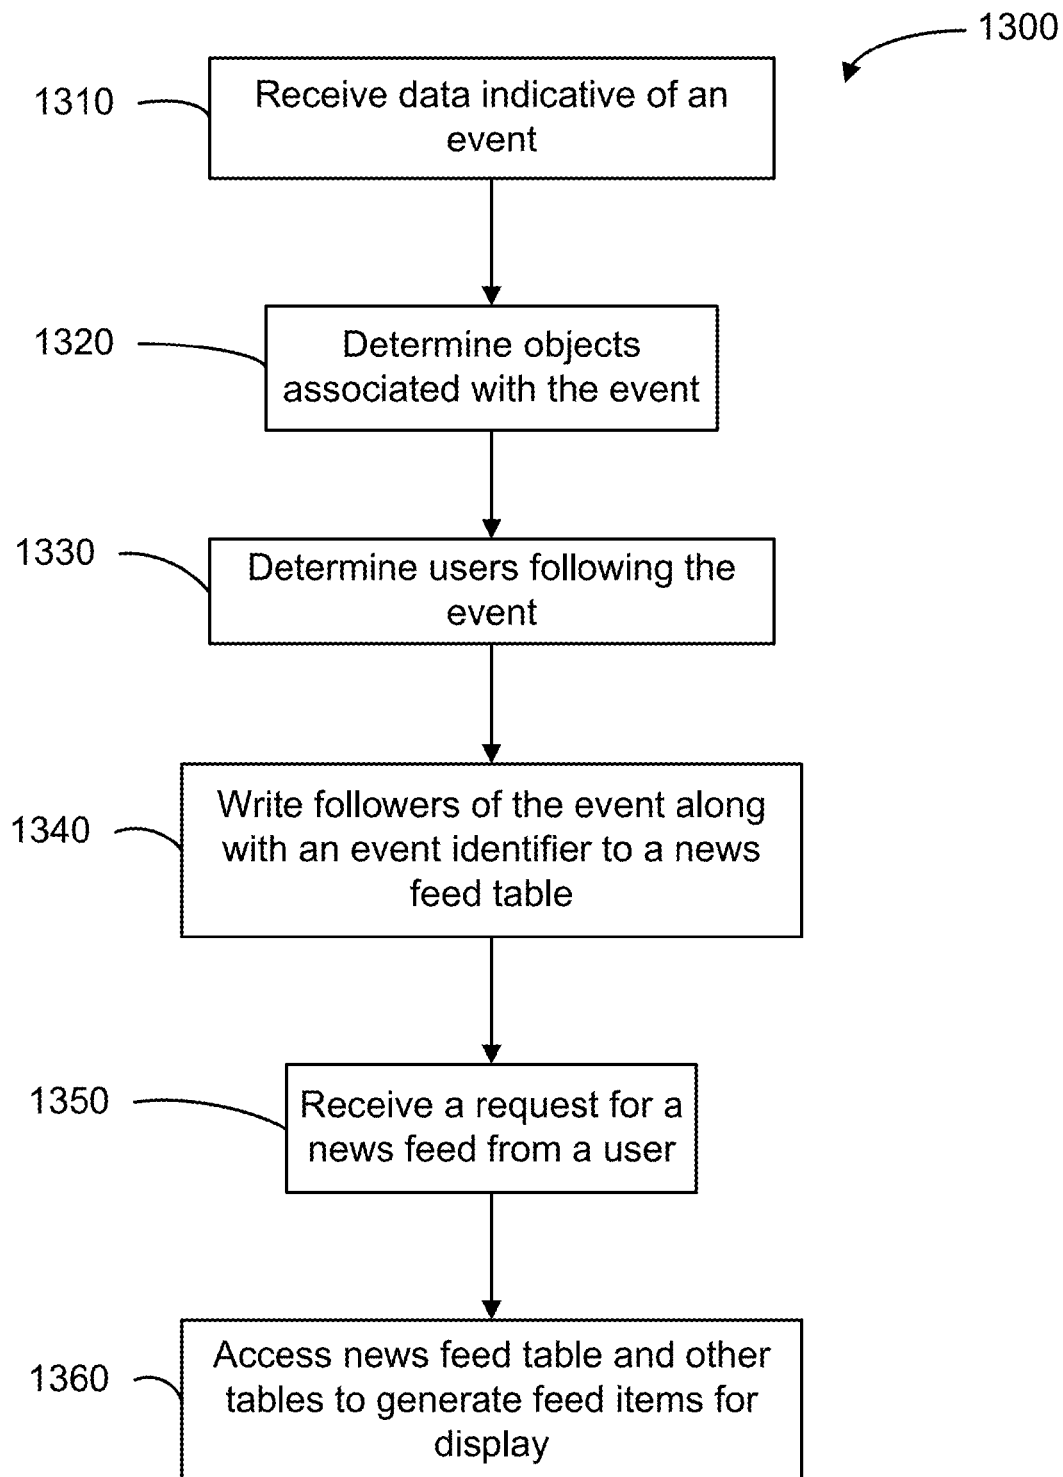 1300
1310
Receive data indicative of an
event
1320
Determine objects
associated with the event
1330
Determine users following the
event
1340
Write followers of the event along
with an event identifier to a news
feed table
1350
Receive a request for a
news feed from a user
1360
Access news feed table and other
tables to generate feed items for
display